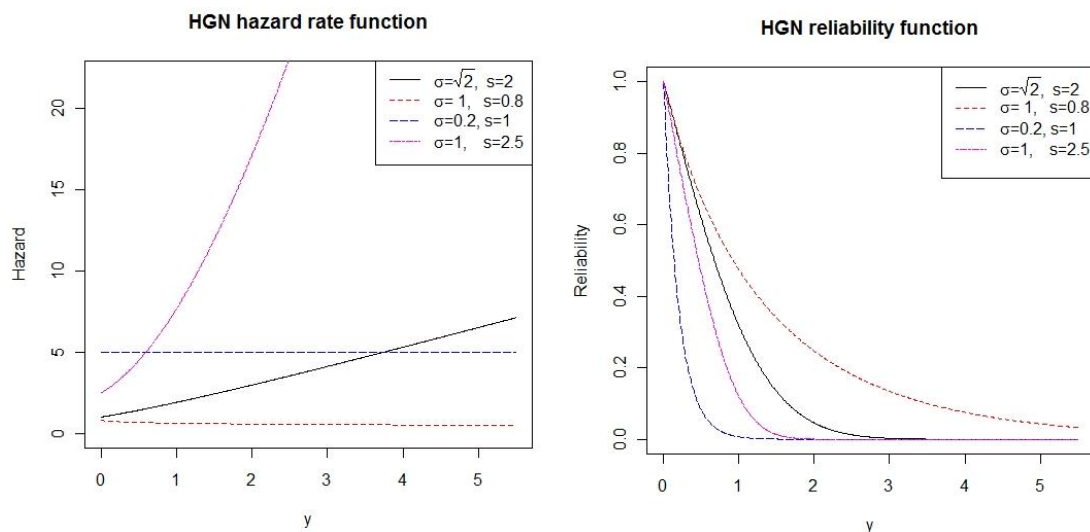 HGN hazard rate function
σ=√2, s=2
σ= 1, s=0.8
σ=0.2, s=1
σ=1, s=2.5
Hazard
20
15
10
5
0
0 1 2 3 4 5
y
HGN reliability function
σ=√2, s=2
σ= 1, s=0.8
σ=0.2, s=1
σ=1, s=2.5
Reliability
1.0
0.8
0.6
0.4
0.2
0.0
0 1 2 3 4 5
y